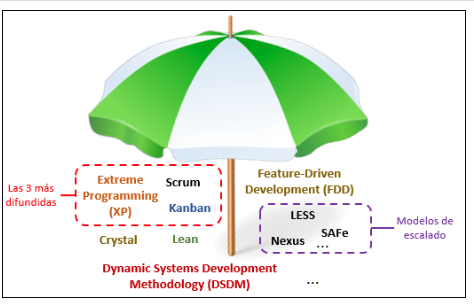 Las 3 más
difundidas
Extreme
Programming
(XP)
Scrum
Kanban
Feature-Driven
Development (FDD)
LESS
SAFe
Nexus
...
Modelos de
escalado
Crystal
Lean
Dynamic Systems Development
Methodology (DSDM)
...